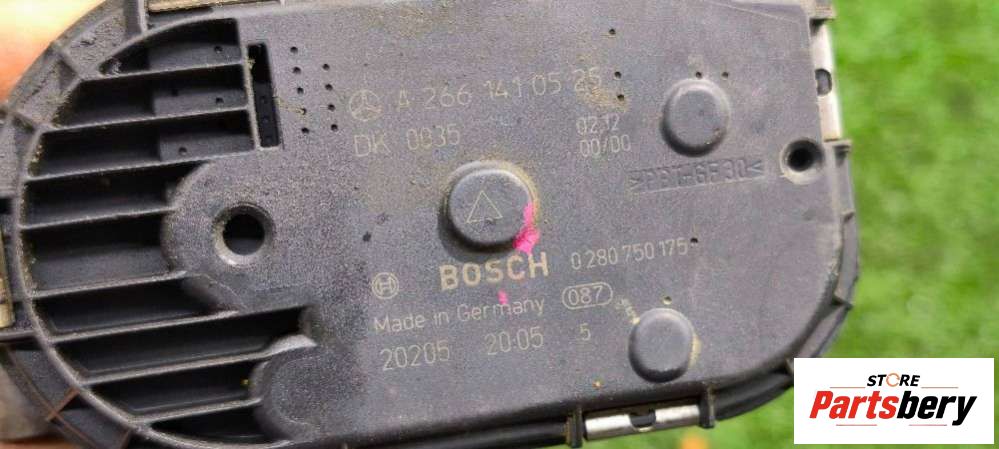 A 266 141 05 25
DK 0035
02.12
00/00
>PBT-GF30<
BOSCH
0 280 750 175
Made in Germany
087
20205 20:05 5
STORE
Partsbery